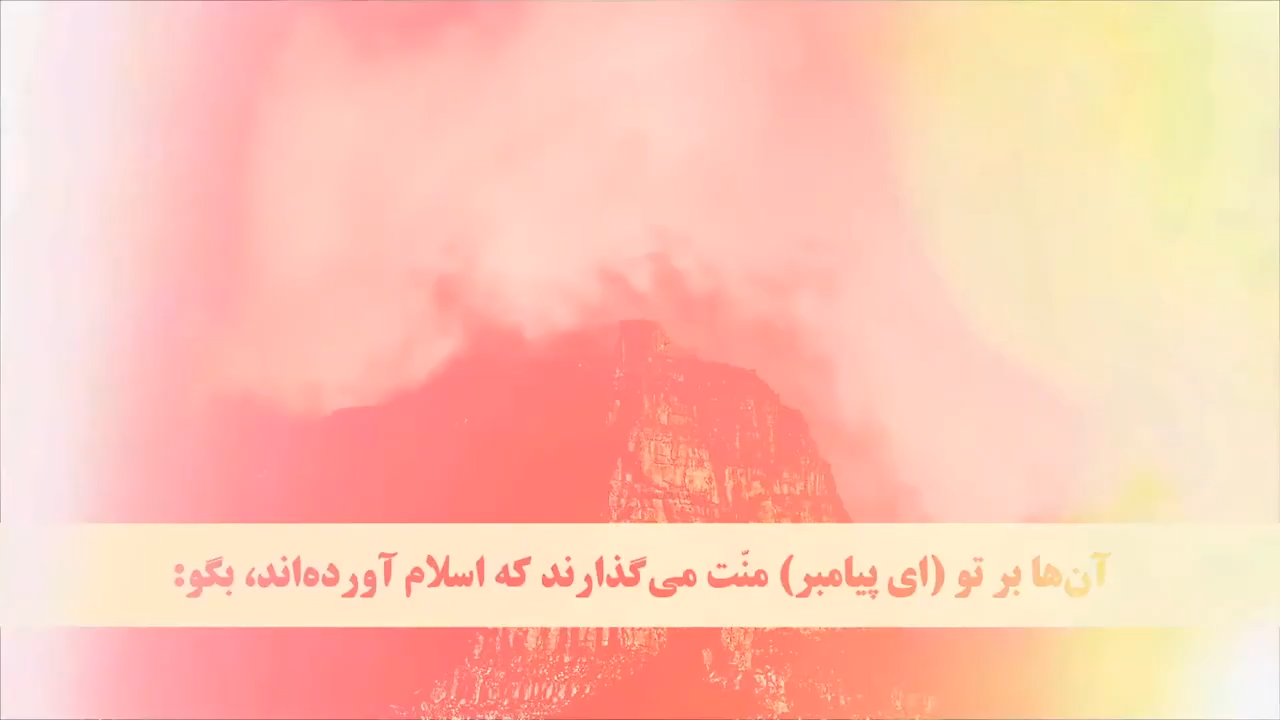 آن‌ها بر تو (ای پیامبر) منّت می‌گذارند که اسلام آورده‌اند، بگو: